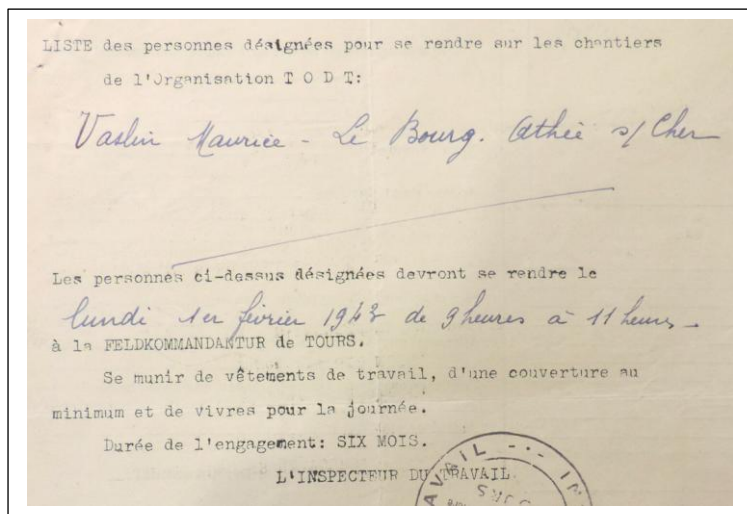 LISTE des personnes désignées pour se rendre sur les chantiers
de l'Organisation T O D T:
Vaslin Maurice - Le Bourg. Athée s/ Cher
Les personnes ci-dessus désignées devront se rendre le
lundi 1er février 1943 de 9 heures à 11 heures -
à la FELDKOMMANDANTUR de TOURS.
Se munir de vêtements de travail, d'une couverture au
minimum et de vivres pour la journée.
Durée de l'engagement: SIX MOIS.
L'INSPECTEUR DU TRAVAIL